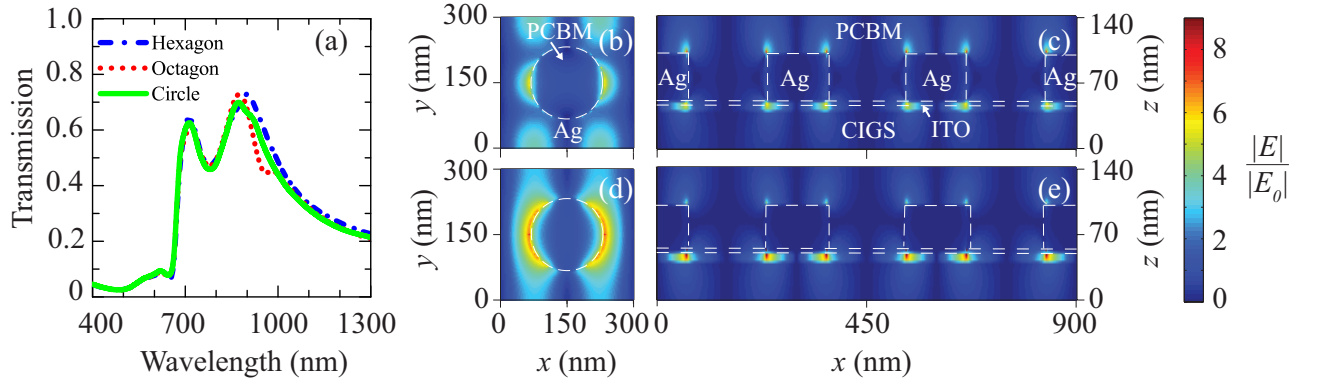 (a)
Hexagon
Octagon
Circle
1.0
0.8
0.6
0.4
0.2
0
Transmission
400 700 1000 1300
Wavelength (nm)
300
150
0
y (nm)
PCBM
(b)
Ag
300
150
0
y (nm)
(d)
0 150 300
x (nm)
PCBM
(c)
Ag Ag Ag Ag
CIGS
ITO
140
70
0
z (nm)
(e)
140
70
0
z (nm)
0 450 900
x (nm)
|E|
|E0|
8
6
4
2
0